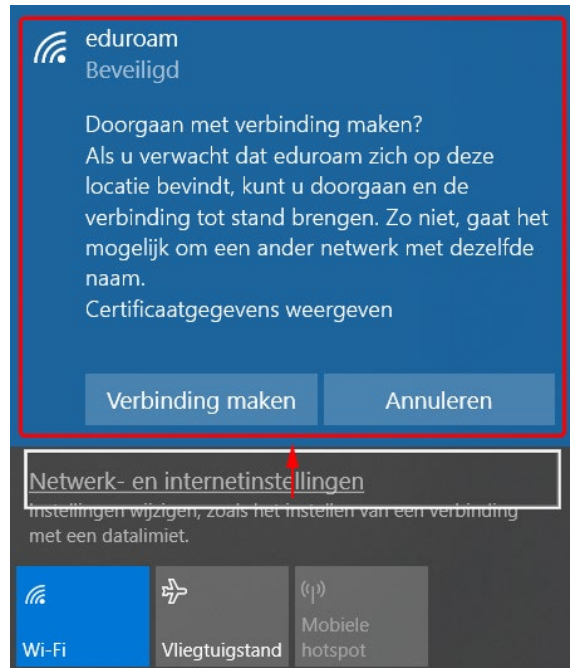 eduroam
Beveiligd
Doorgaan met verbinding maken?
Als u verwacht dat eduroam zich op deze
locatie bevindt, kunt u doorgaan en de
verbinding tot stand brengen. Zo niet, gaat het
mogelijk om een ander netwerk met dezelfde
naam.
Certificaatgegevens weergeven
Verbinding maken
Annuleren
Netwerk- en internetinstellingen
Instellingen wijzigen, zoals het instellen van een verbinding
met een datalimiet.
Wi-Fi
Vliegtuigstand
Mobiele
hotspot